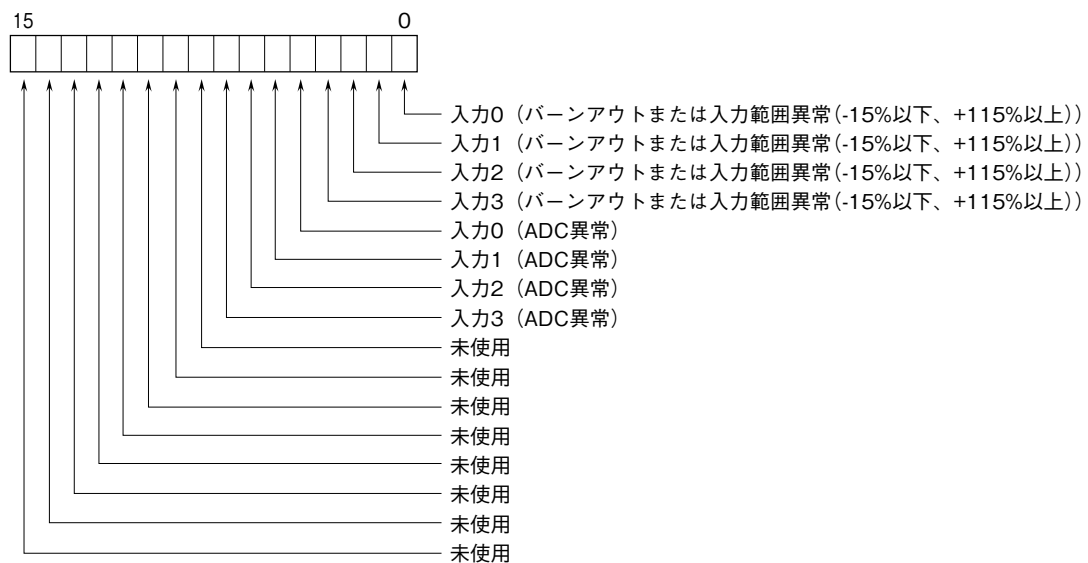 15 0
入力0（バーンアウトまたは入力範囲異常(-15%以下、+115%以上)）
入力1（バーンアウトまたは入力範囲異常(-15%以下、+115%以上)）
入力2（バーンアウトまたは入力範囲異常(-15%以下、+115%以上)）
入力3（バーンアウトまたは入力範囲異常(-15%以下、+115%以上)）
入力0（ADC異常）
入力1（ADC異常）
入力2（ADC異常）
入力3（ADC異常）
未使用
未使用
未使用
未使用
未使用
未使用
未使用
未使用